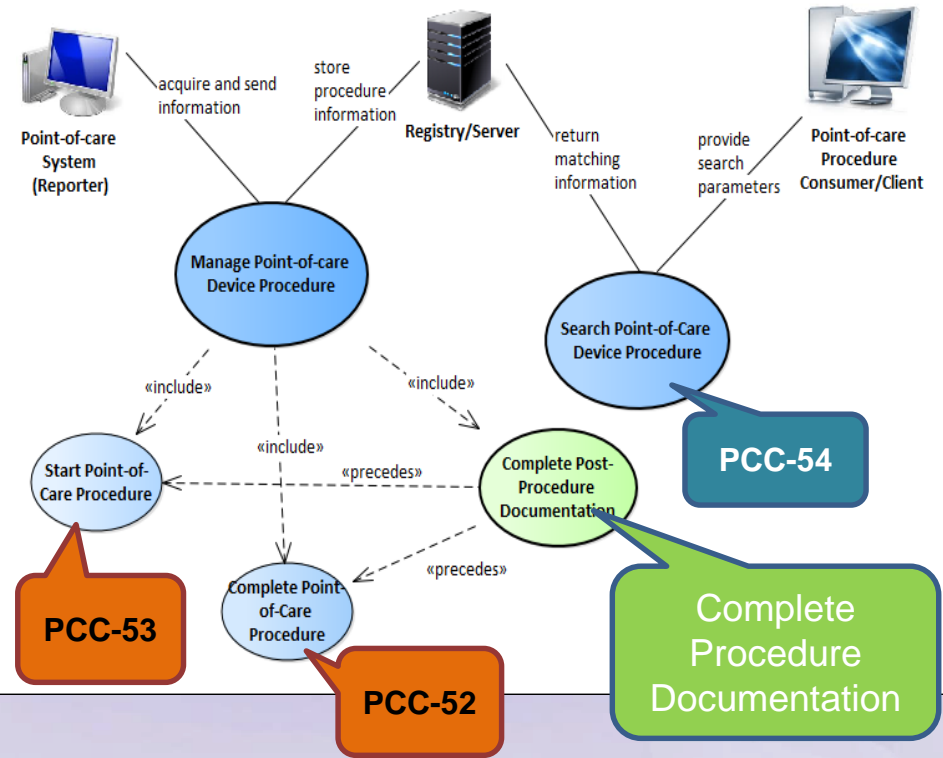 acquire and send
information
store
procedure
information
Point-of-care
System
(Reporter)
Registry/Server
return
matching
information
provide
search
parameters
Point-of-care
Procedure
Consumer/Client
Manage Point-of-care
Device Procedure
Search Point-of-Care
Device Procedure
«include»
«include»
«include»
PCC-54
Start Point-of-
Care Procedure
«precedes»
Complete Post-
Procedure
Documentation
«precedes»
Complete Point-
of-Care
Procedure
PCC-53
PCC-52
Complete
Procedure
Documentation